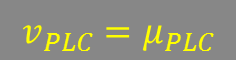 𝑣_PLC = 𝜇_PLC